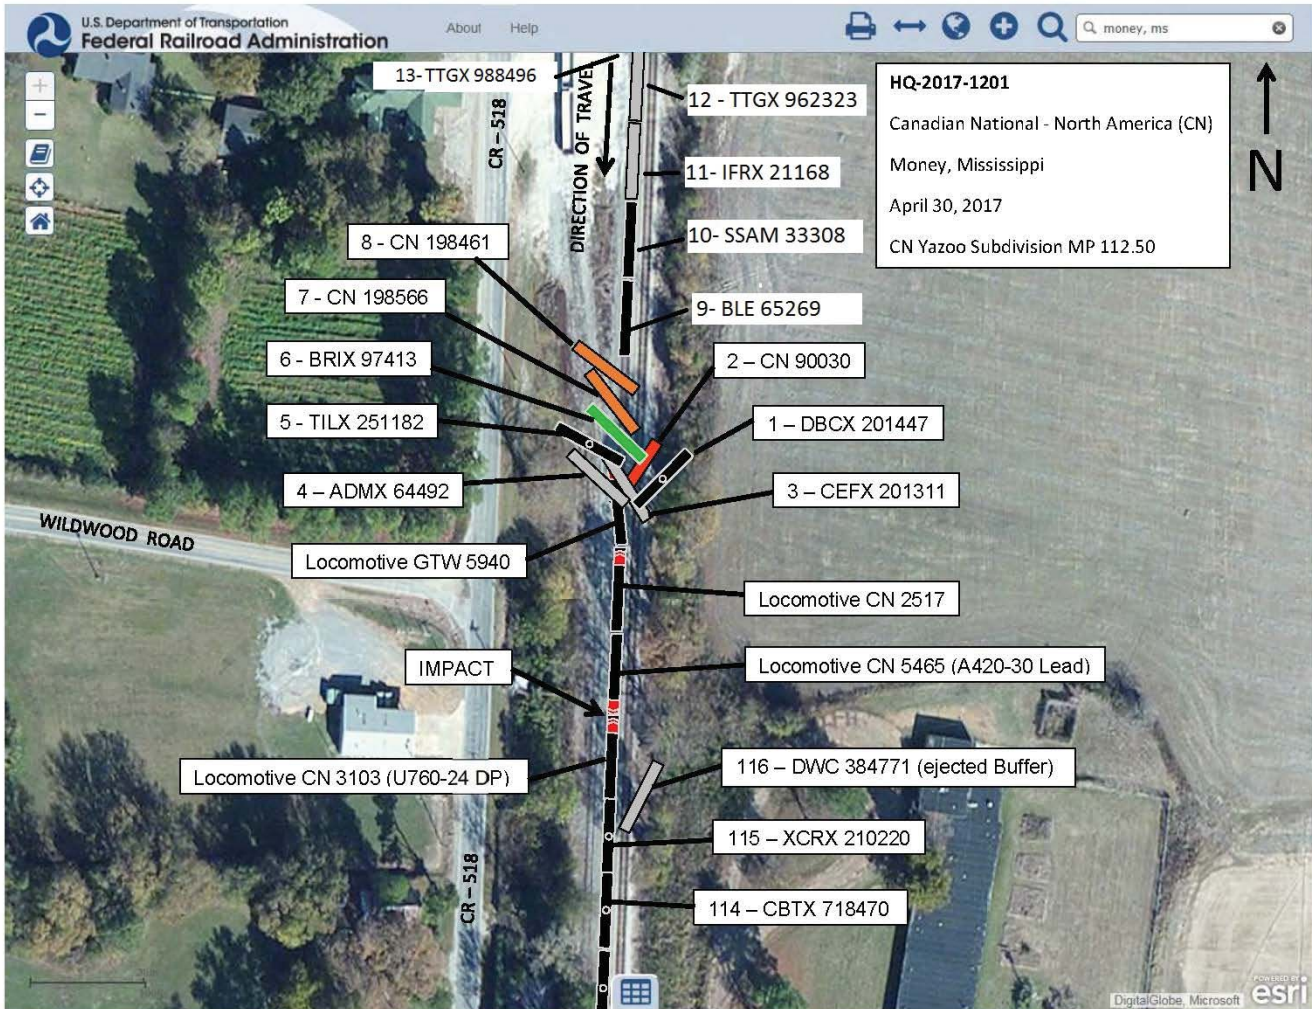 U.S. Department of Transportation
Federal Railroad Administration
About
Help
money, ms
13- TTGX 988496
12 - TTGX 962323
11- IFRX 21168
10- SSAM 33308
9- BLE 65269
HQ-2017-1201
Canadian National - North America (CN)
Money, Mississippi
April 30, 2017
CN Yazoo Subdivision MP 112.50
N
CR – 518
DIRECTION OF TRAVEL
8 - CN 198461
7 - CN 198566
6 - BRIX 97413
5 - TILX 251182
4 – ADMX 64492
2 – CN 90030
1 – DBCX 201447
3 – CEFX 201311
WILDWOOD ROAD
Locomotive GTW 5940
Locomotive CN 2517
IMPACT
Locomotive CN 5465 (A420-30 Lead)
Locomotive CN 3103 (U760-24 DP)
116 – DWC 384771 (ejected Buffer)
115 – XCRX 210220
114 – CBTX 718470
CR – 518
DigitalGlobe, Microsoft
POWERED BY
esri